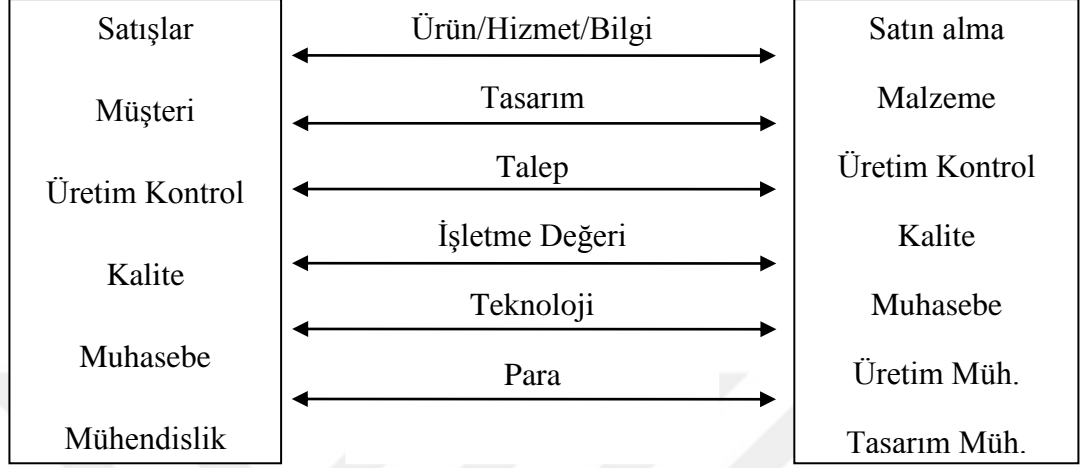 Satışlar
Müşteri
Üretim Kontrol
Kalite
Muhasebe
Mühendislik
Ürün/Hizmet/Bilgi
Tasarım
Talep
İşletme Değeri
Teknoloji
Para
Satın alma
Malzeme
Üretim Kontrol
Kalite
Muhasebe
Üretim Müh.
Tasarım Müh.